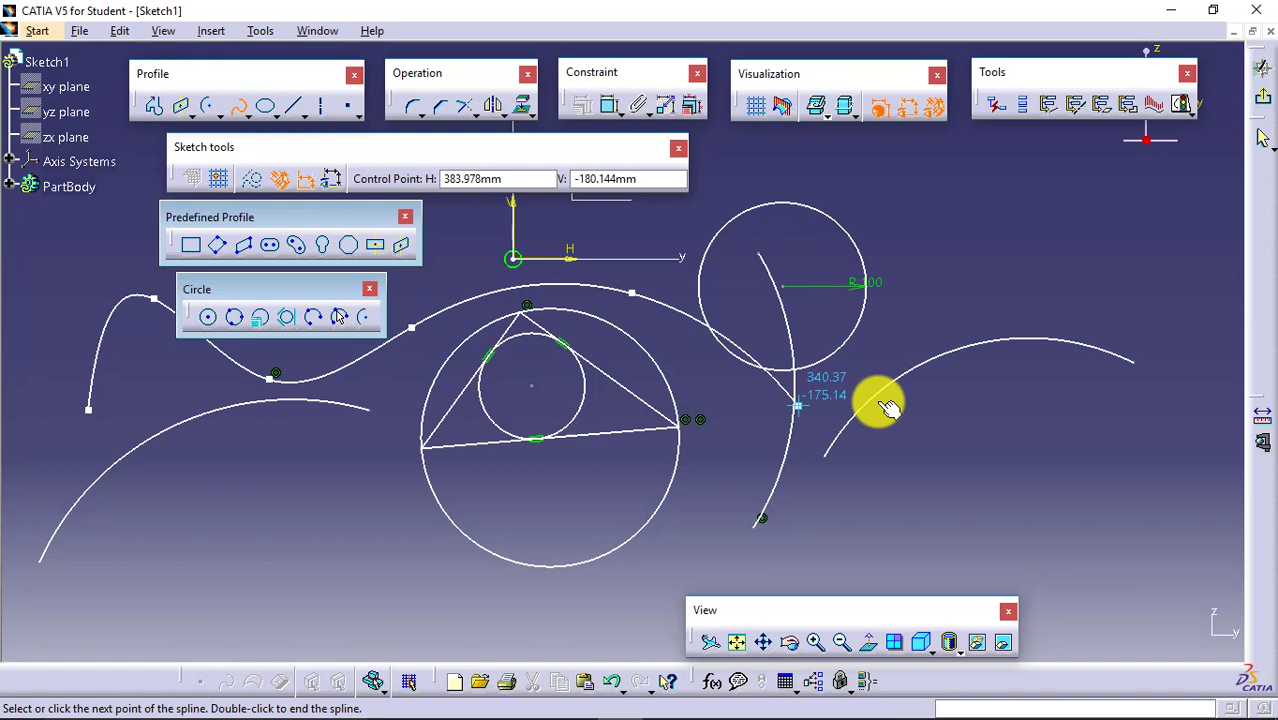 CATIA V5 for Student - [Sketch1]
Start File Edit View Insert Tools Window Help
Sketch1
xy plane
yz plane
zx plane
Axis Systems
PartBody
Profile
Operation
Constraint
Visualization
Tools
z
y
Sketch tools
Control Point: H: 383.978mm V: -180.144mm
Predefined Profile
V
H
y
Circle
R 100
340.37
-175.14
View
z
y
CATIA
Select or click the next point of the spline. Double-click to end the spline.